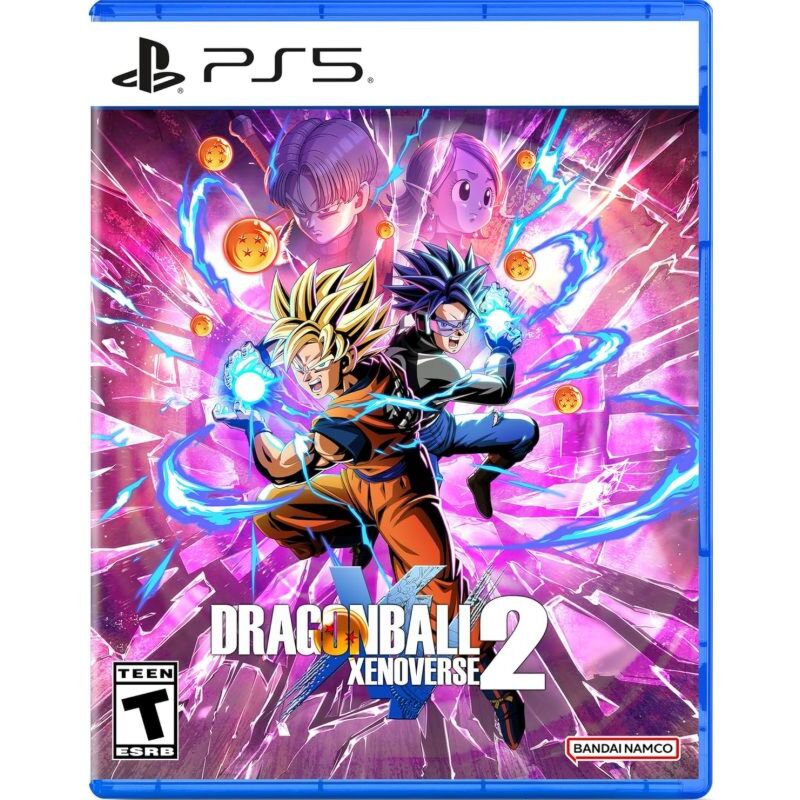 PS5
DRAGONBALL
XENOVERSE 2
TEEN
T
ESRB
BANDAI NAMCO